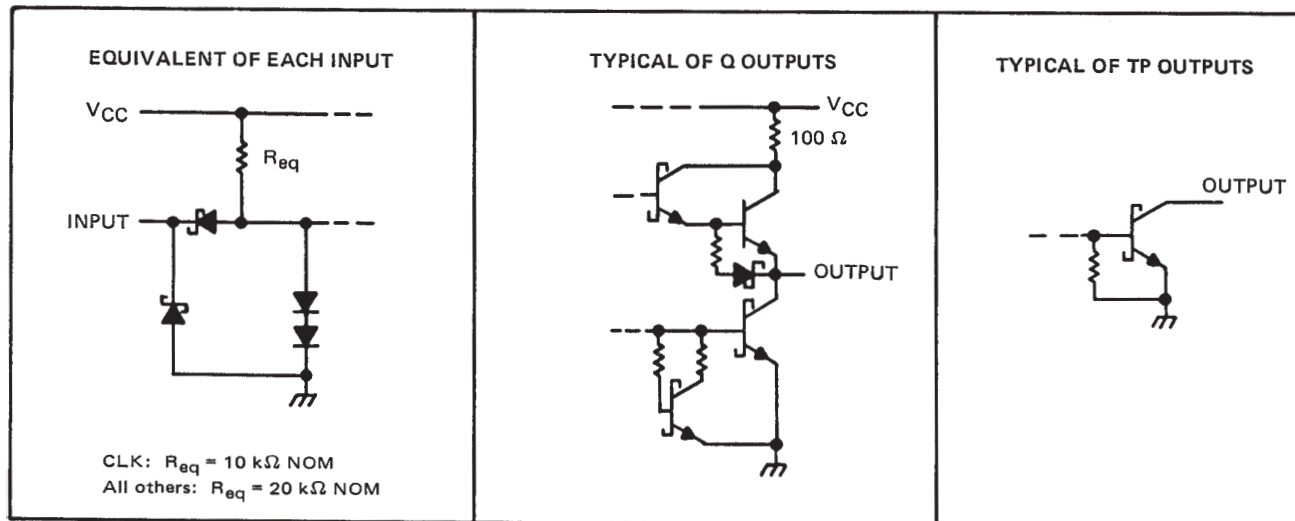 EQUIVALENT OF EACH INPUT
VCC
Req
INPUT
CLK: Req = 10 kΩ NOM
All others: Req = 20 kΩ NOM
TYPICAL OF Q OUTPUTS
VCC
100 Ω
OUTPUT
TYPICAL OF TP OUTPUTS
OUTPUT